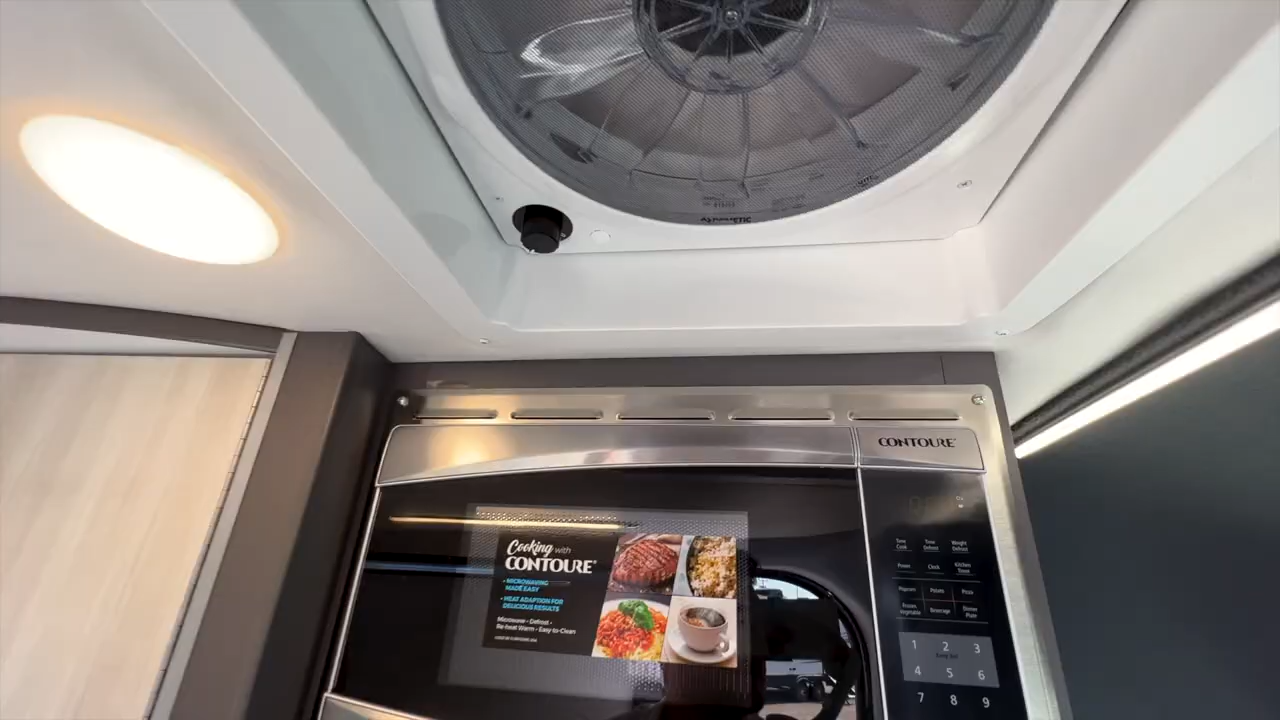 CONTOURE
Cooking with
CONTOURE
• MICROWAVING
MADE EASY
• HEAT ADAPTION FOR
DELICIOUS RESULTS
Microwave • Defrost •
Re-heat Warm • Easy-to-Clean
Time Cook
Time Defrost
Weight Defrost
Power
Clock
Kitchen Timer
Popcorn
Potato
Pizza
Frozen Vegetable
Beverage
Dinner Plate
1 2 3
4 5 6
7 8 9